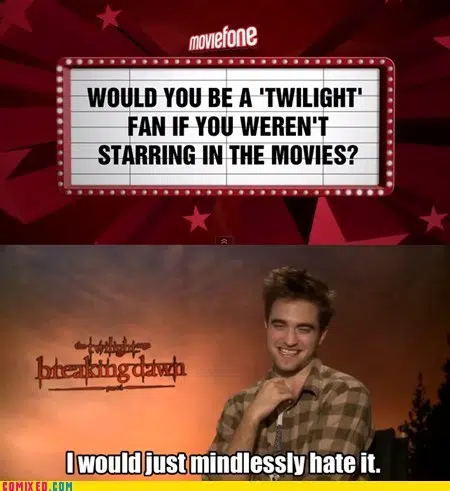 moviefone
WOULD YOU BE A 'TWILIGHT'
FAN IF YOU WEREN'T
STARRING IN THE MOVIES?
the twilight saga
breaking dawn
I would just mindlessly hate it.
COMIXED.COM